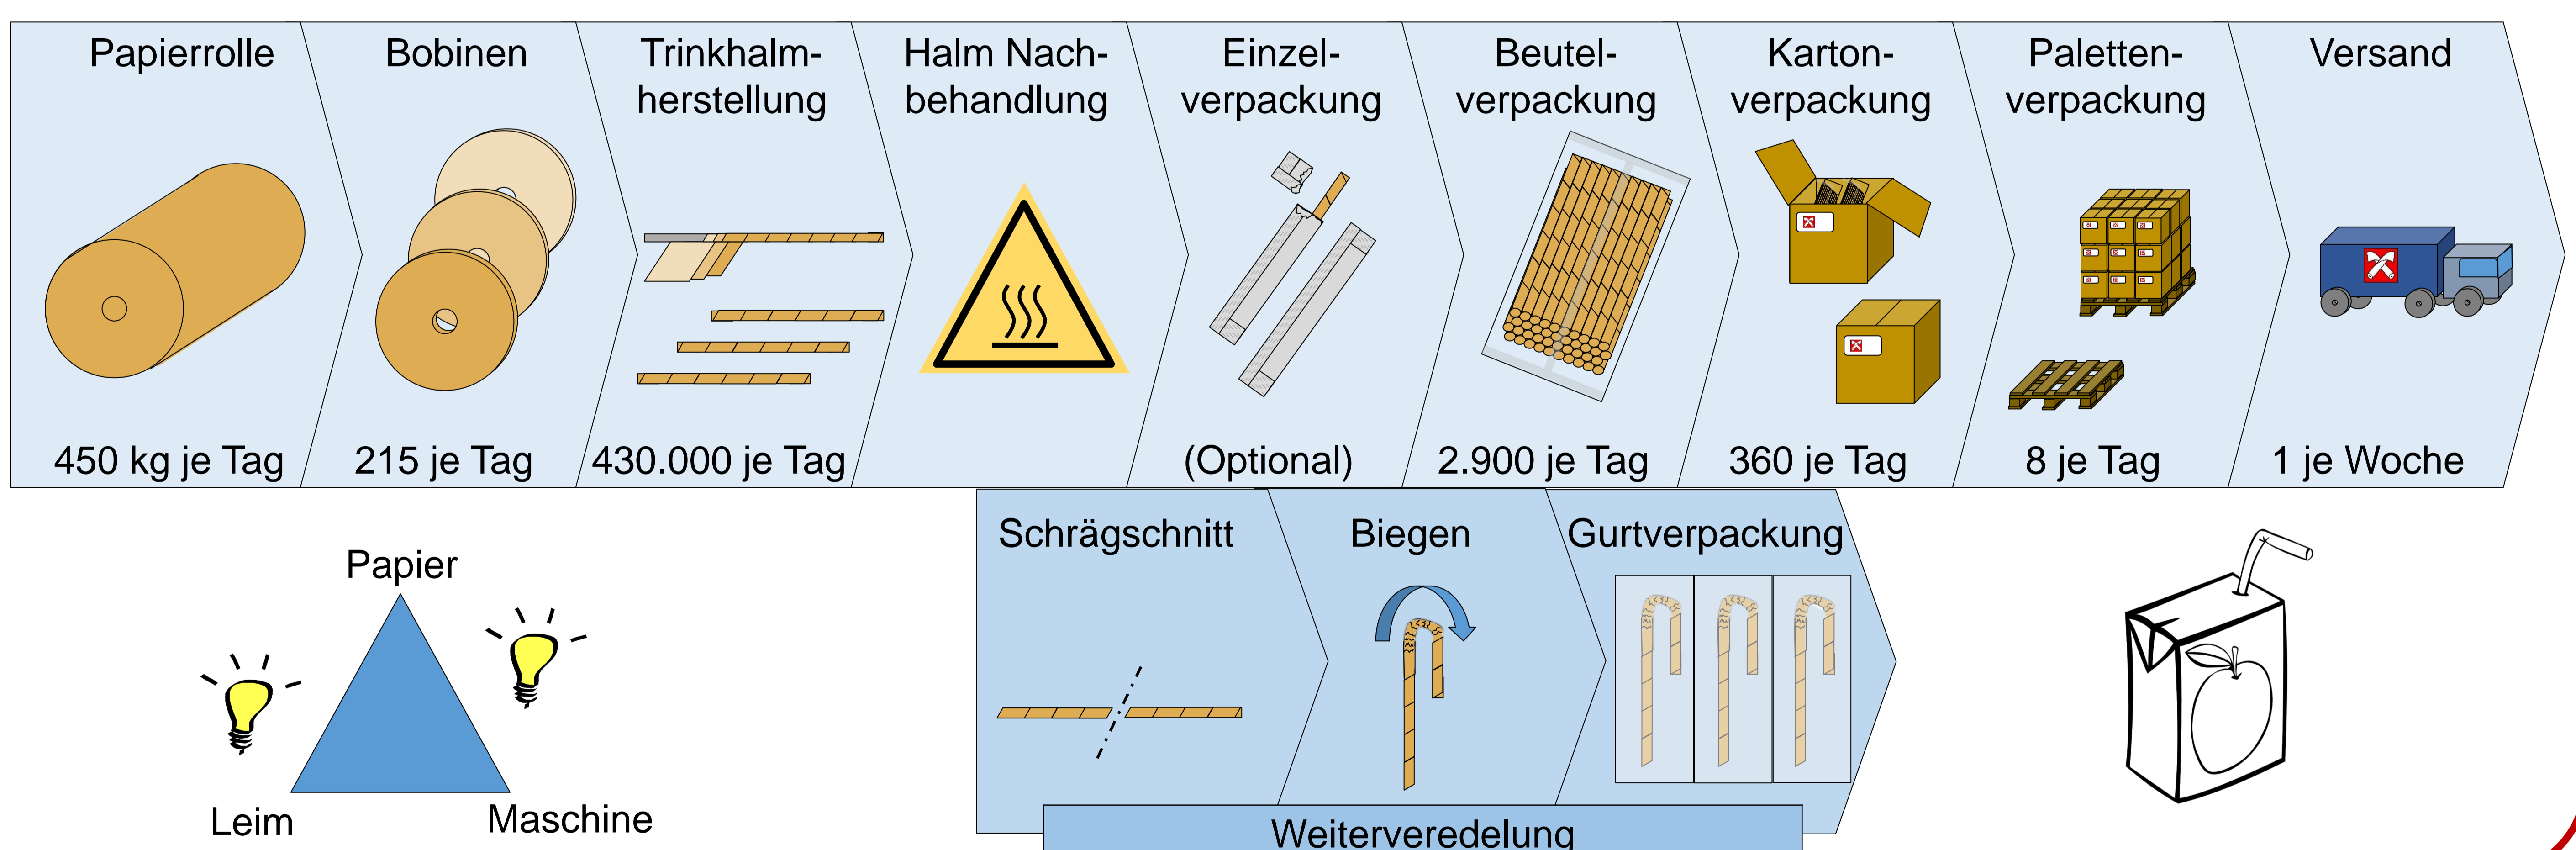 Papierrolle
Bobinen
Trinkhalm-
herstellung
Halm Nach-
behandlung
Einzel-
verpackung
Beutel-
verpackung
Karton-
verpackung
Paletten-
verpackung
Versand
450 kg je Tag
215 je Tag
430.000 je Tag
(Optional)
2.900 je Tag
360 je Tag
8 je Tag
1 je Woche
Schrägschnitt
Biegen
Gurtverpackung
Papier
Leim
Maschine
Weiterveredelung